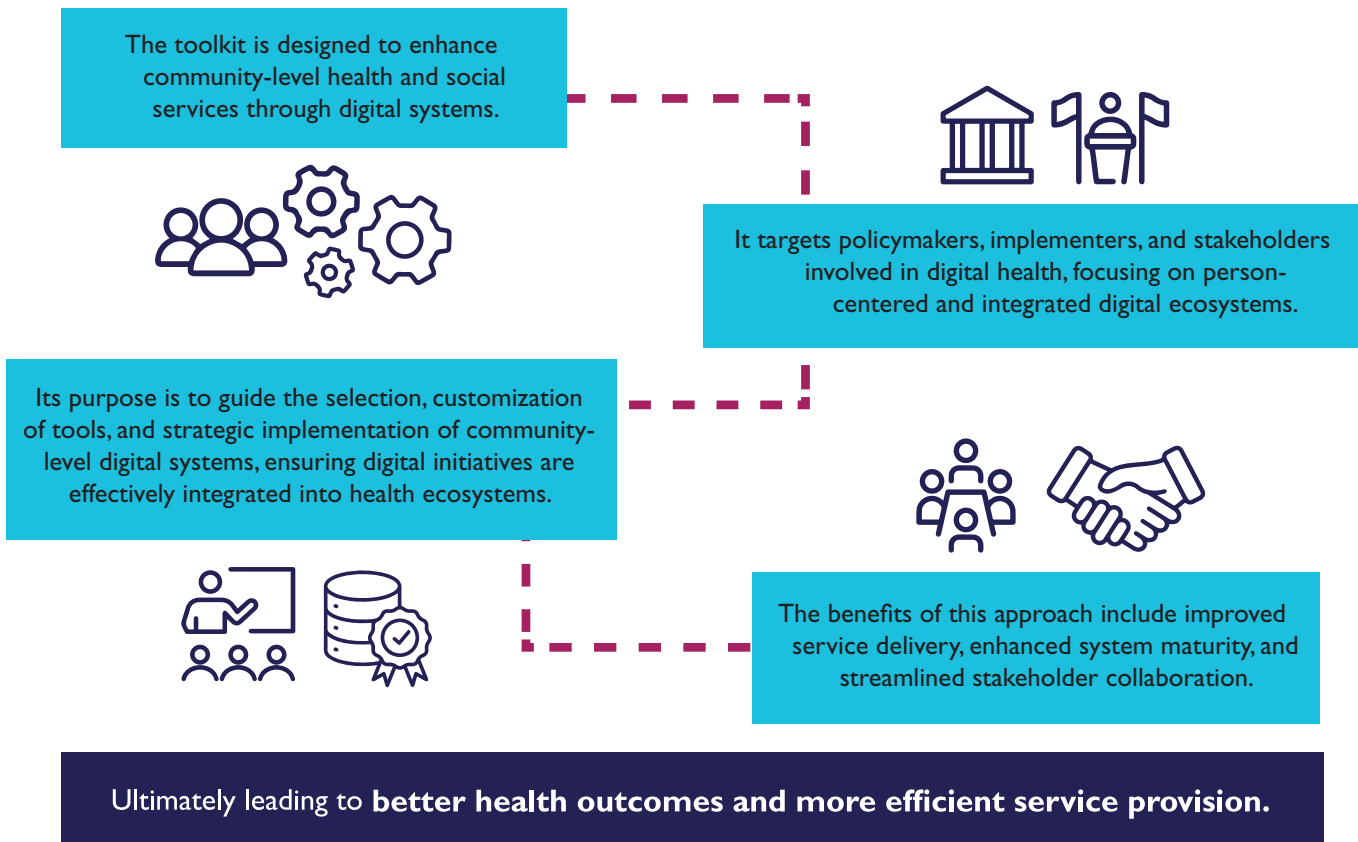 The toolkit is designed to enhance
community-level health and social
services through digital systems.
It targets policymakers, implementers, and stakeholders
involved in digital health, focusing on person-
centered and integrated digital ecosystems.
Its purpose is to guide the selection, customization
of tools, and strategic implementation of community-
level digital systems, ensuring digital initiatives are
effectively integrated into health ecosystems.
The benefits of this approach include improved
service delivery, enhanced system maturity, and
streamlined stakeholder collaboration.
Ultimately leading to better health outcomes and more efficient service provision.